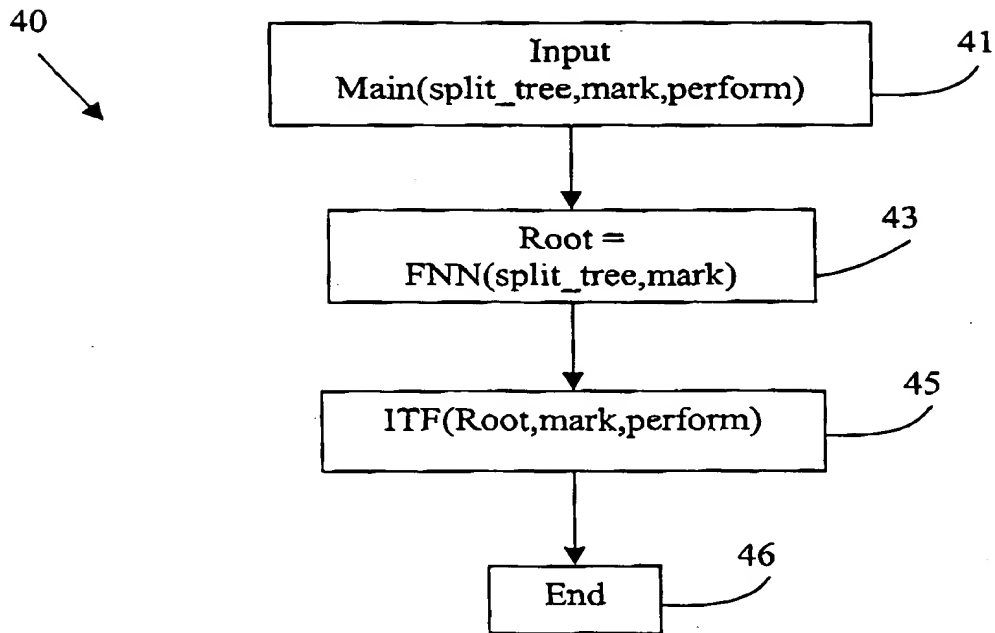 40
Input
Main(split_tree,mark,perform)
41
Root =
FNN(split_tree,mark)
43
ITF(Root,mark,perform)
45
End
46